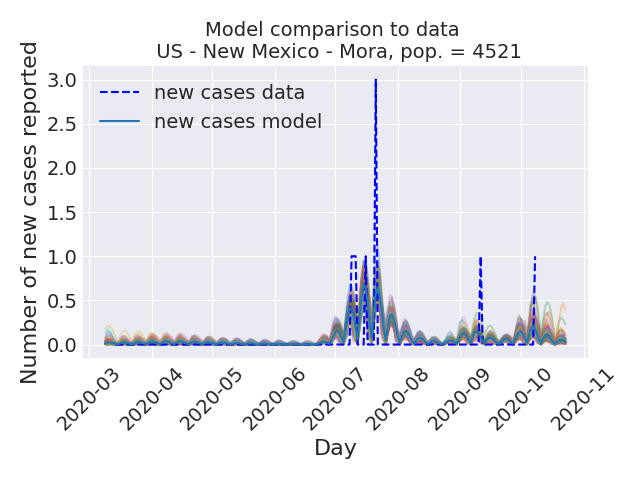 Model comparison to data
US - New Mexico - Mora, pop. = 4521
Number of new cases reported
3.0
2.5
2.0
1.5
1.0
0.5
0.0
new cases data
new cases model
2020-03
2020-04
2020-05
2020-06
2020-07
2020-08
2020-09
2020-10
2020-11
Day